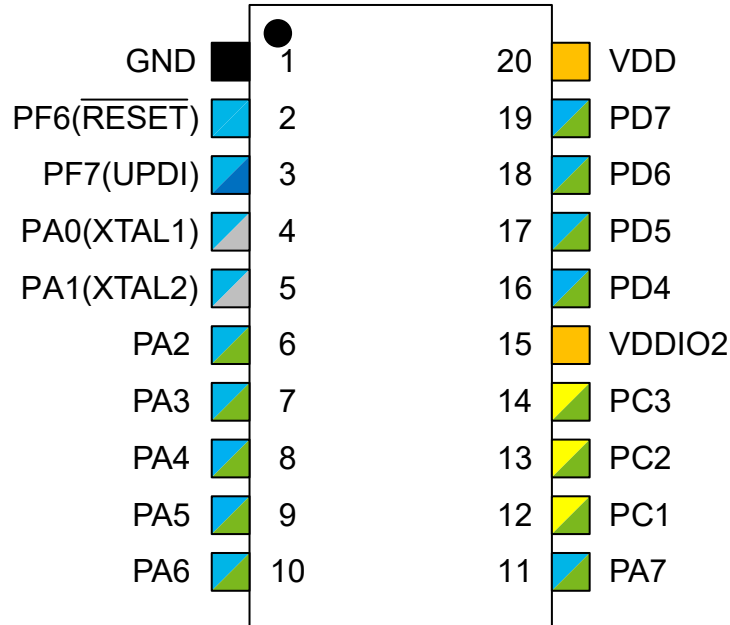 GND 1 20 VDD
PF6(RESET) 2 19 PD7
PF7(UPDI) 3 18 PD6
PA0(XTAL1) 4 17 PD5
PA1(XTAL2) 5 16 PD4
PA2 6 15 VDDIO2
PA3 7 14 PC3
PA4 8 13 PC2
PA5 9 12 PC1
PA6 10 11 PA7